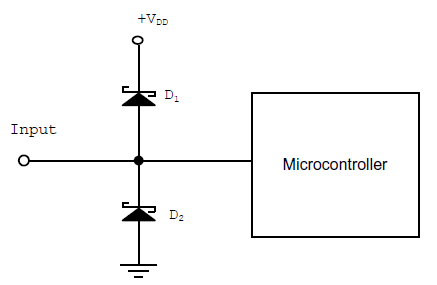 +VDD
D1
Input
Microcontroller
D2